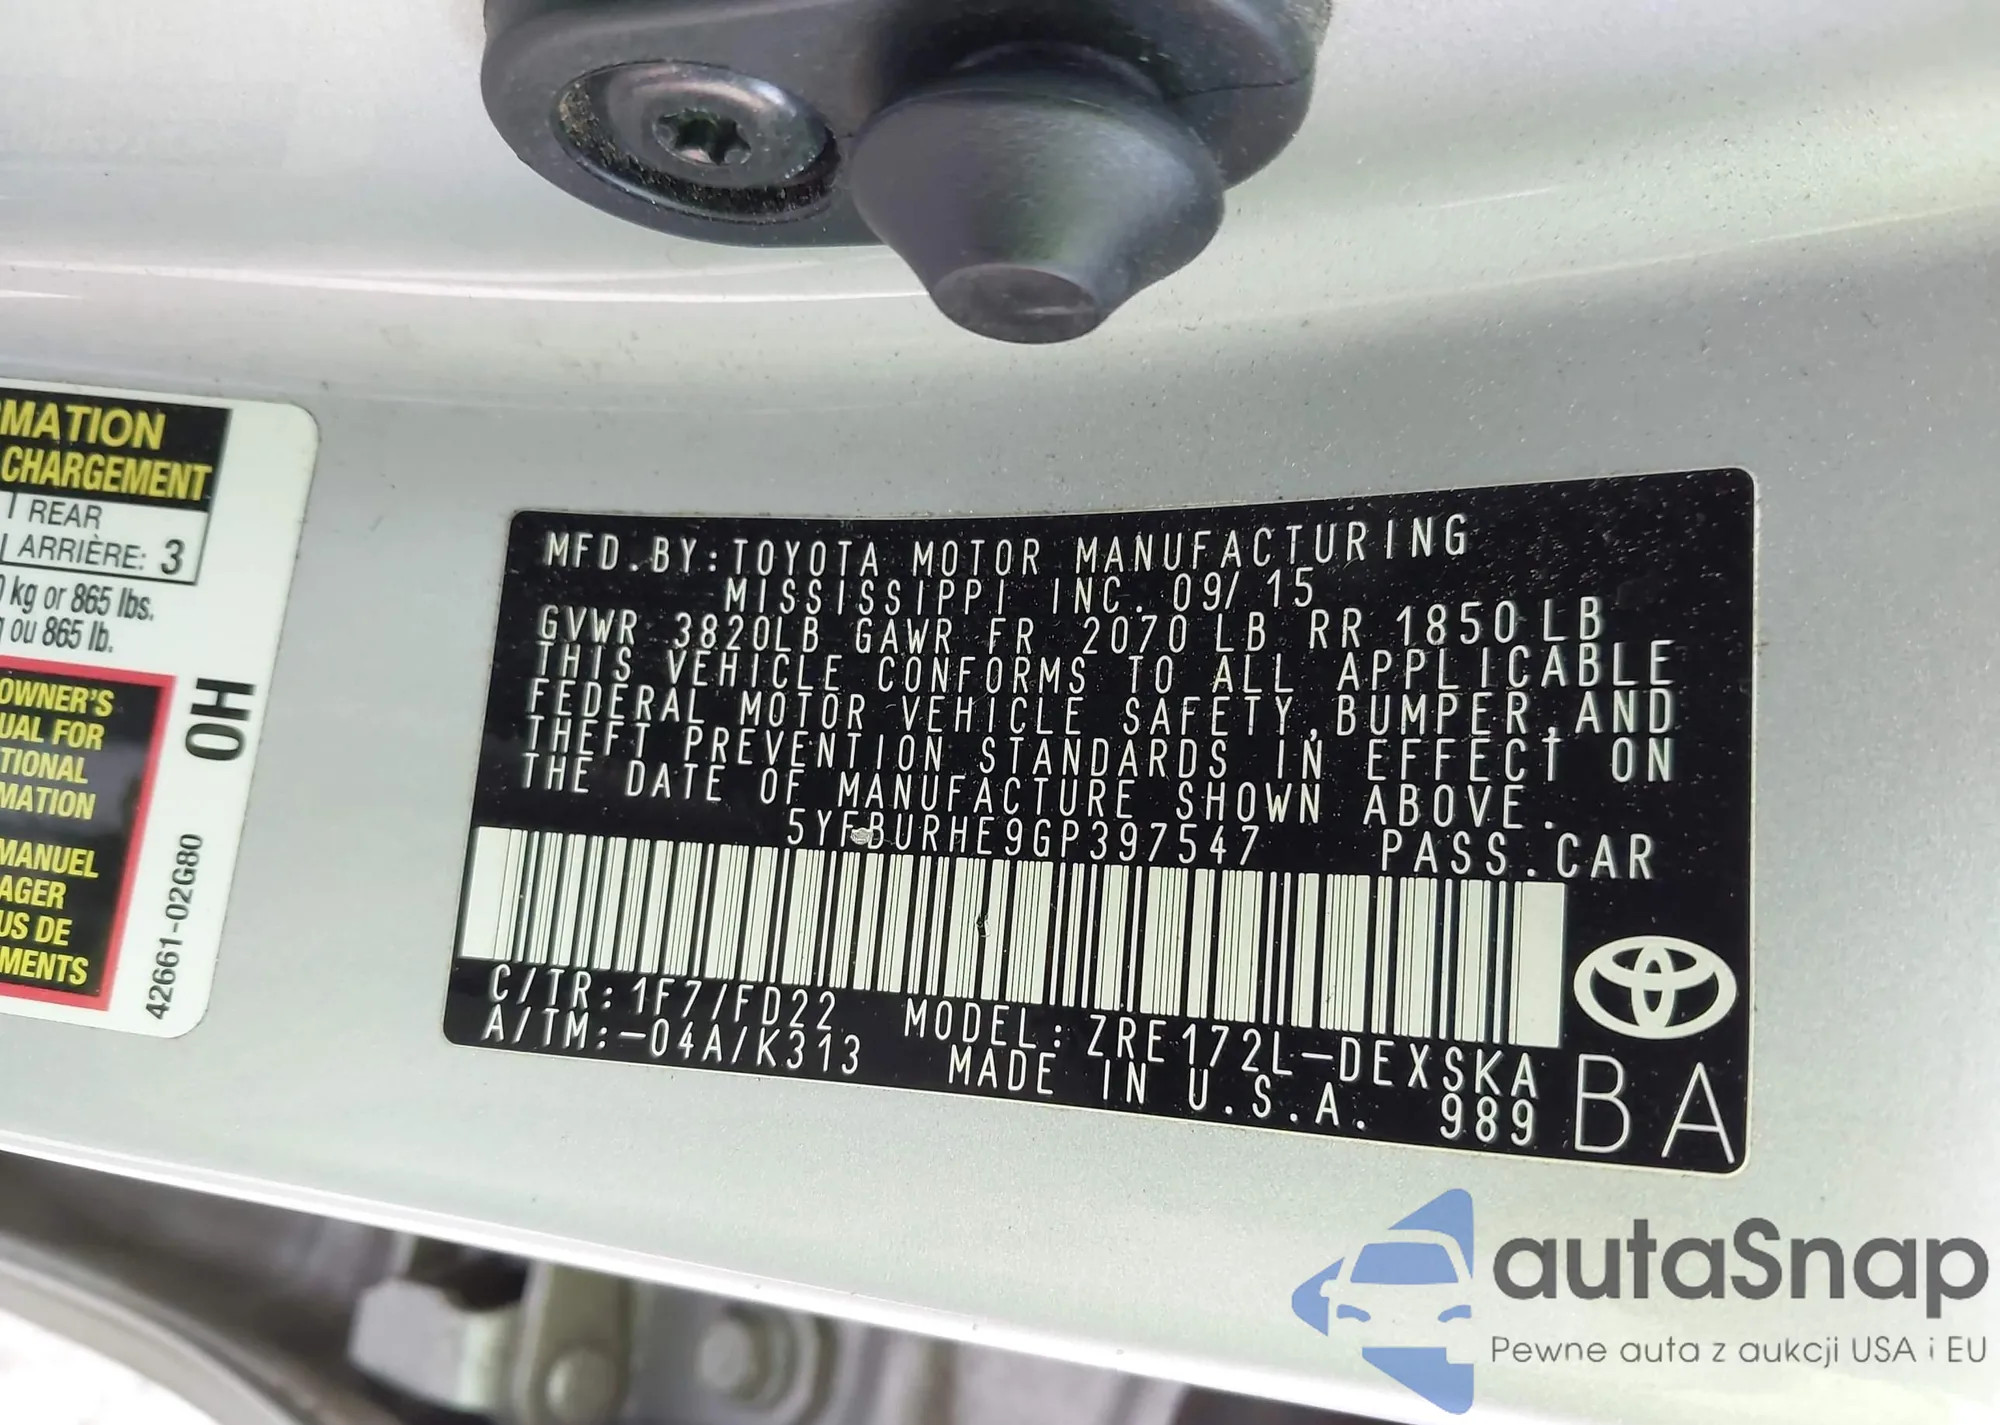 MATION
CHARGEMENT
REAR
ARRIÈRE: 3
kg or 865 lbs.
ou 865 lb.
OWNER'S
UAL FOR
TIONAL
MATION
MANUEL
AGER
US DE
MENTS
OH
42661-02G80
MFD.BY:TOYOTA MOTOR MANUFACTURING
MISSISSIPPI INC. 09/15
GVWR 3820LB GAWR FR 2070 LB RR 1850 LB
THIS VEHICLE CONFORMS TO ALL APPLICABLE
FEDERAL MOTOR VEHICLE SAFETY,BUMPER,AND
THEFT PREVENTION STANDARDS IN EFFECT ON
THE DATE OF MANUFACTURE SHOWN ABOVE.
5YFBURHE9GP397547 PASS.CAR
C/TR:1F7/FD22 MODEL:ZRE172L-DEXSKA
A/TM:-04A/K313 MADE IN U.S.A. 989
BA
autaSnap
Pewne auta z aukcji USA i EU